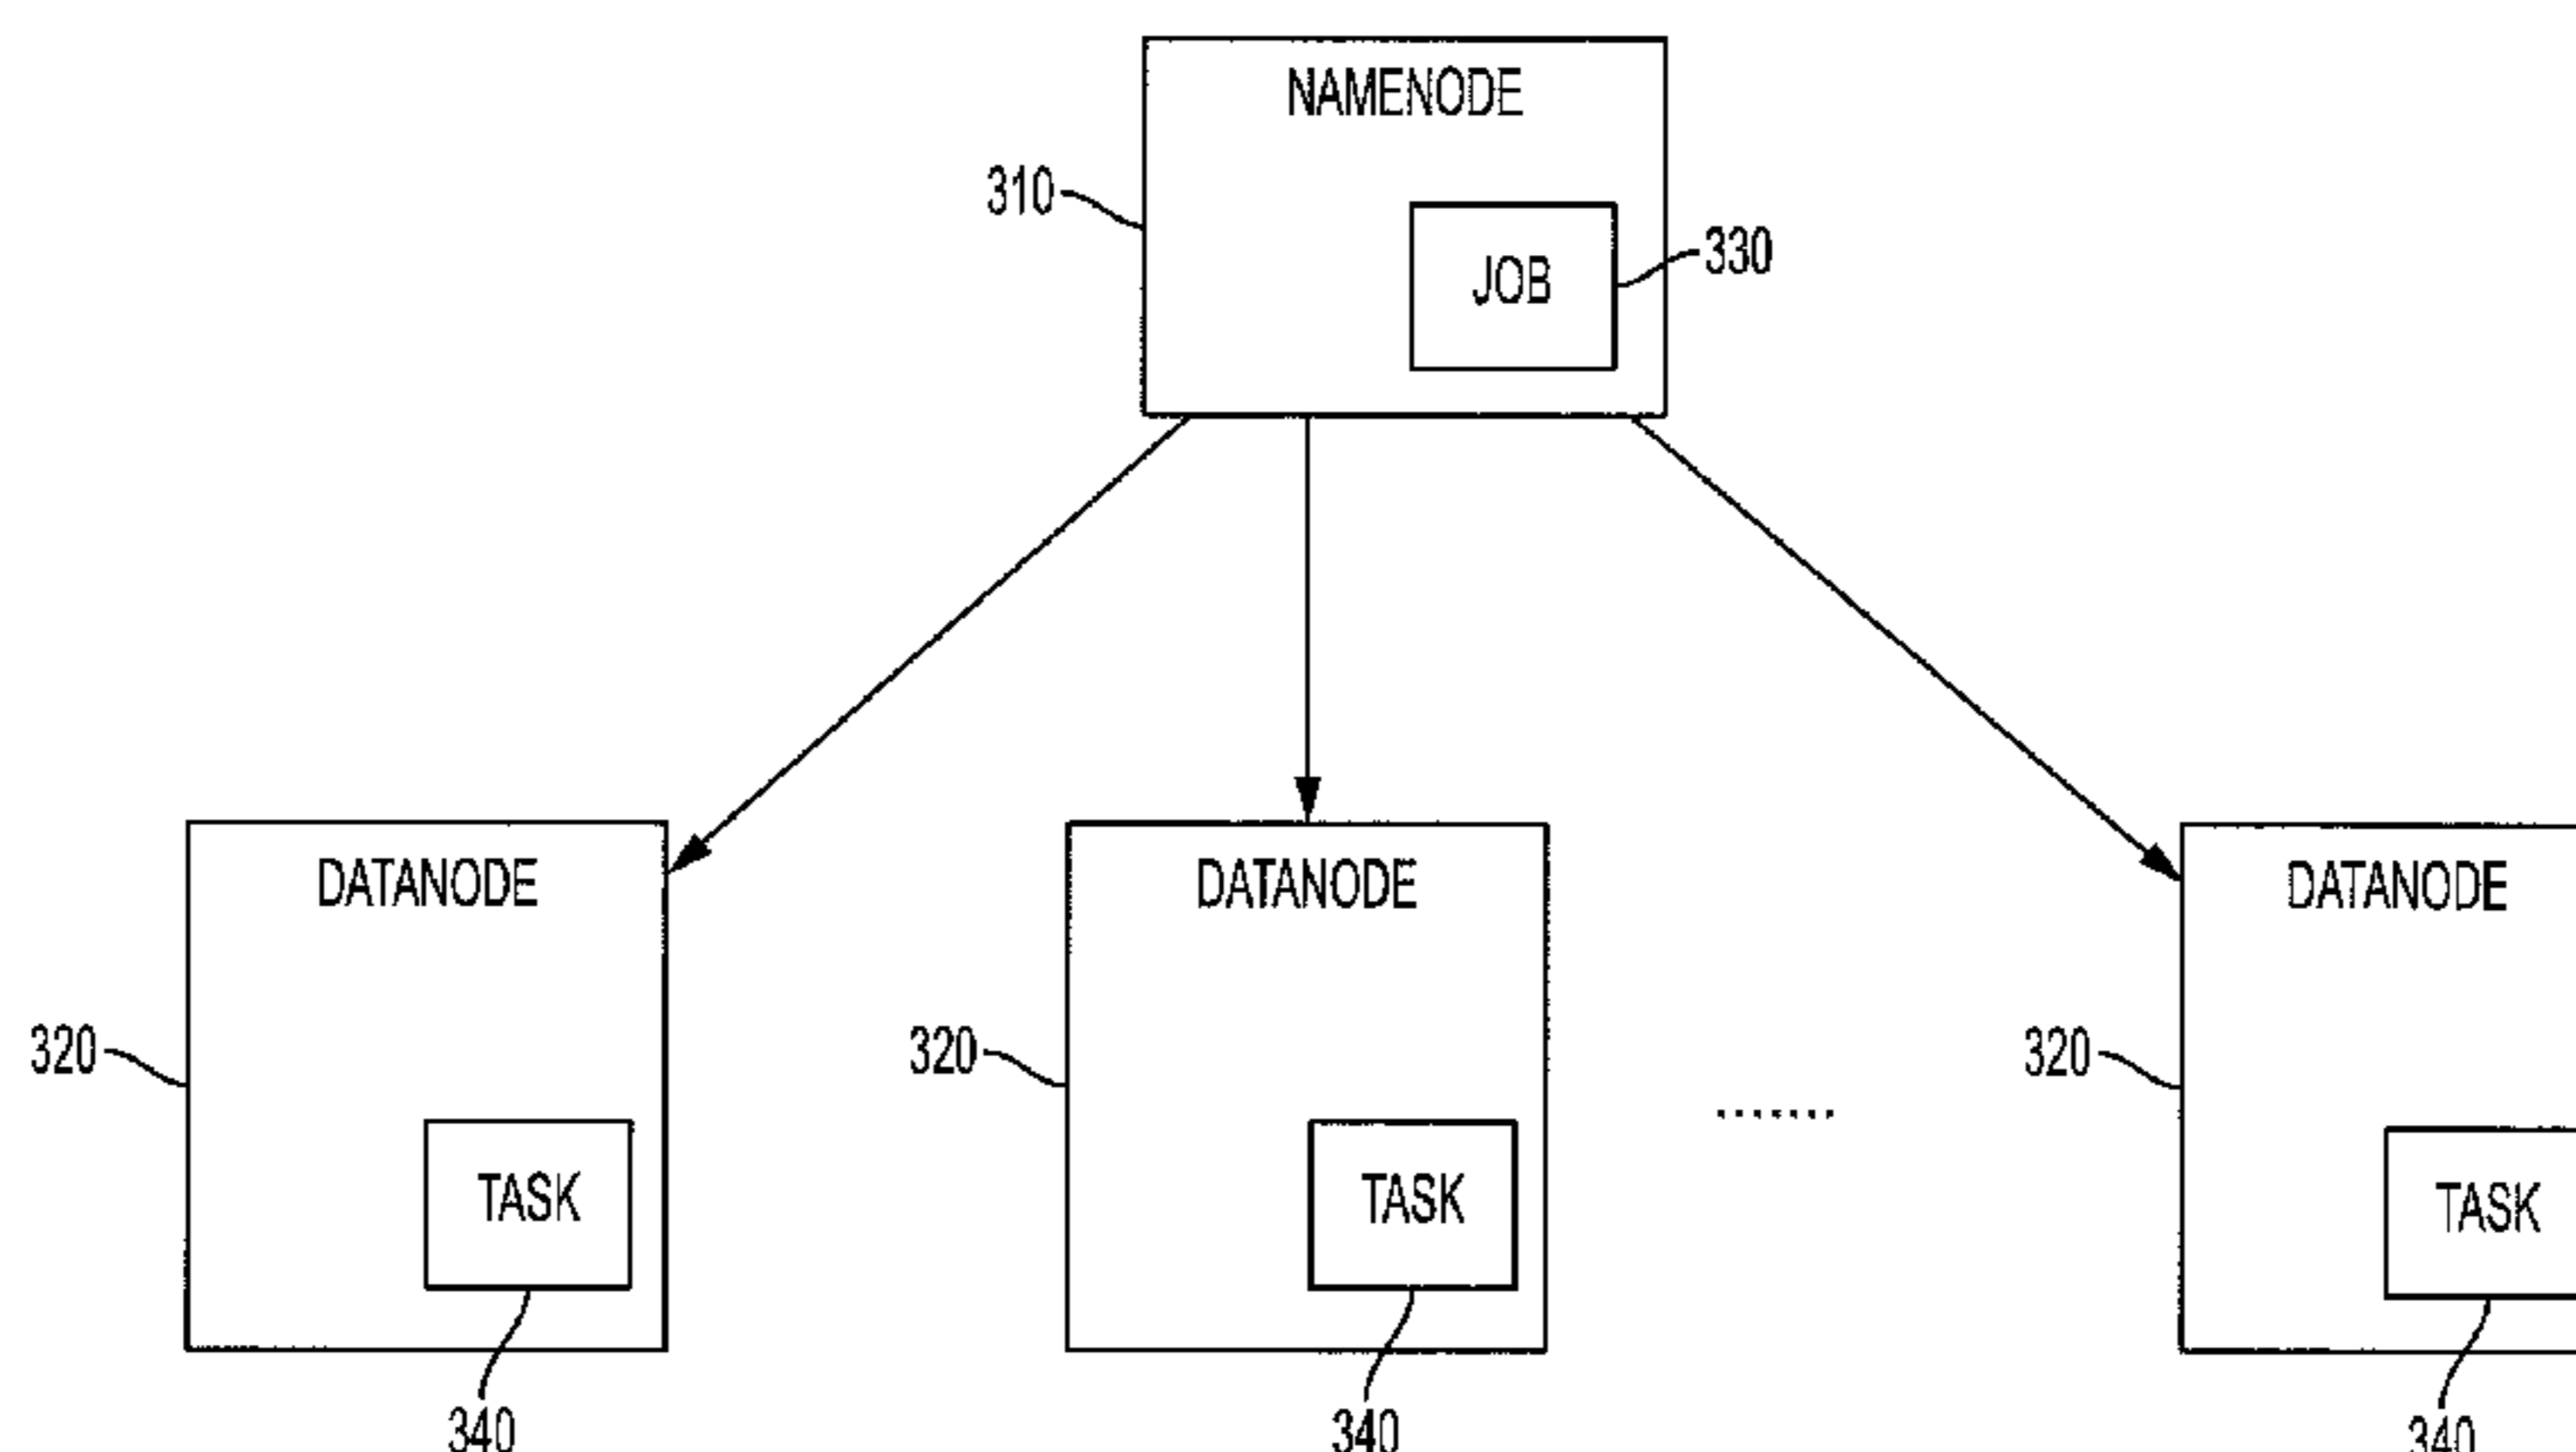 NAMENODE
310
JOB
330
DATANODE
DATANODE
DATANODE
320
320
320
.......
TASK
TASK
TASK
340
340
340